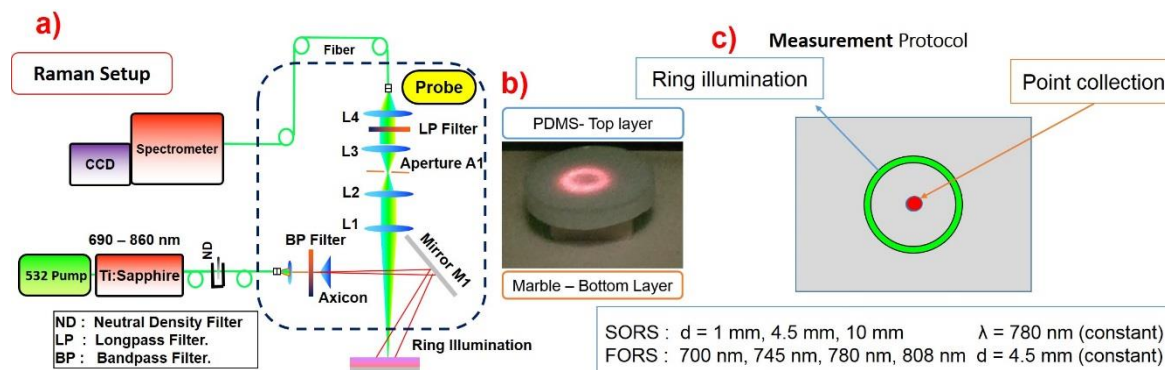 a)
Raman Setup
Fiber
Probe
L4
LP Filter
L3
Aperture A1
L2
L1
CCD
Spectrometer
690 – 860 nm
ND
BP Filter
Mirror M1
532 Pump
Ti:Sapphire
Axicon
Ring Illumination
ND : Neutral Density Filter
LP : Longpass Filter.
BP : Bandpass Filter.
b)
PDMS- Top layer
Marble – Bottom Layer
c)
Measurement Protocol
Ring illumination
Point collection
SORS : d = 1 mm, 4.5 mm, 10 mm λ = 780 nm (constant)
FORS : 700 nm, 745 nm, 780 nm, 808 nm d = 4.5 mm (constant)